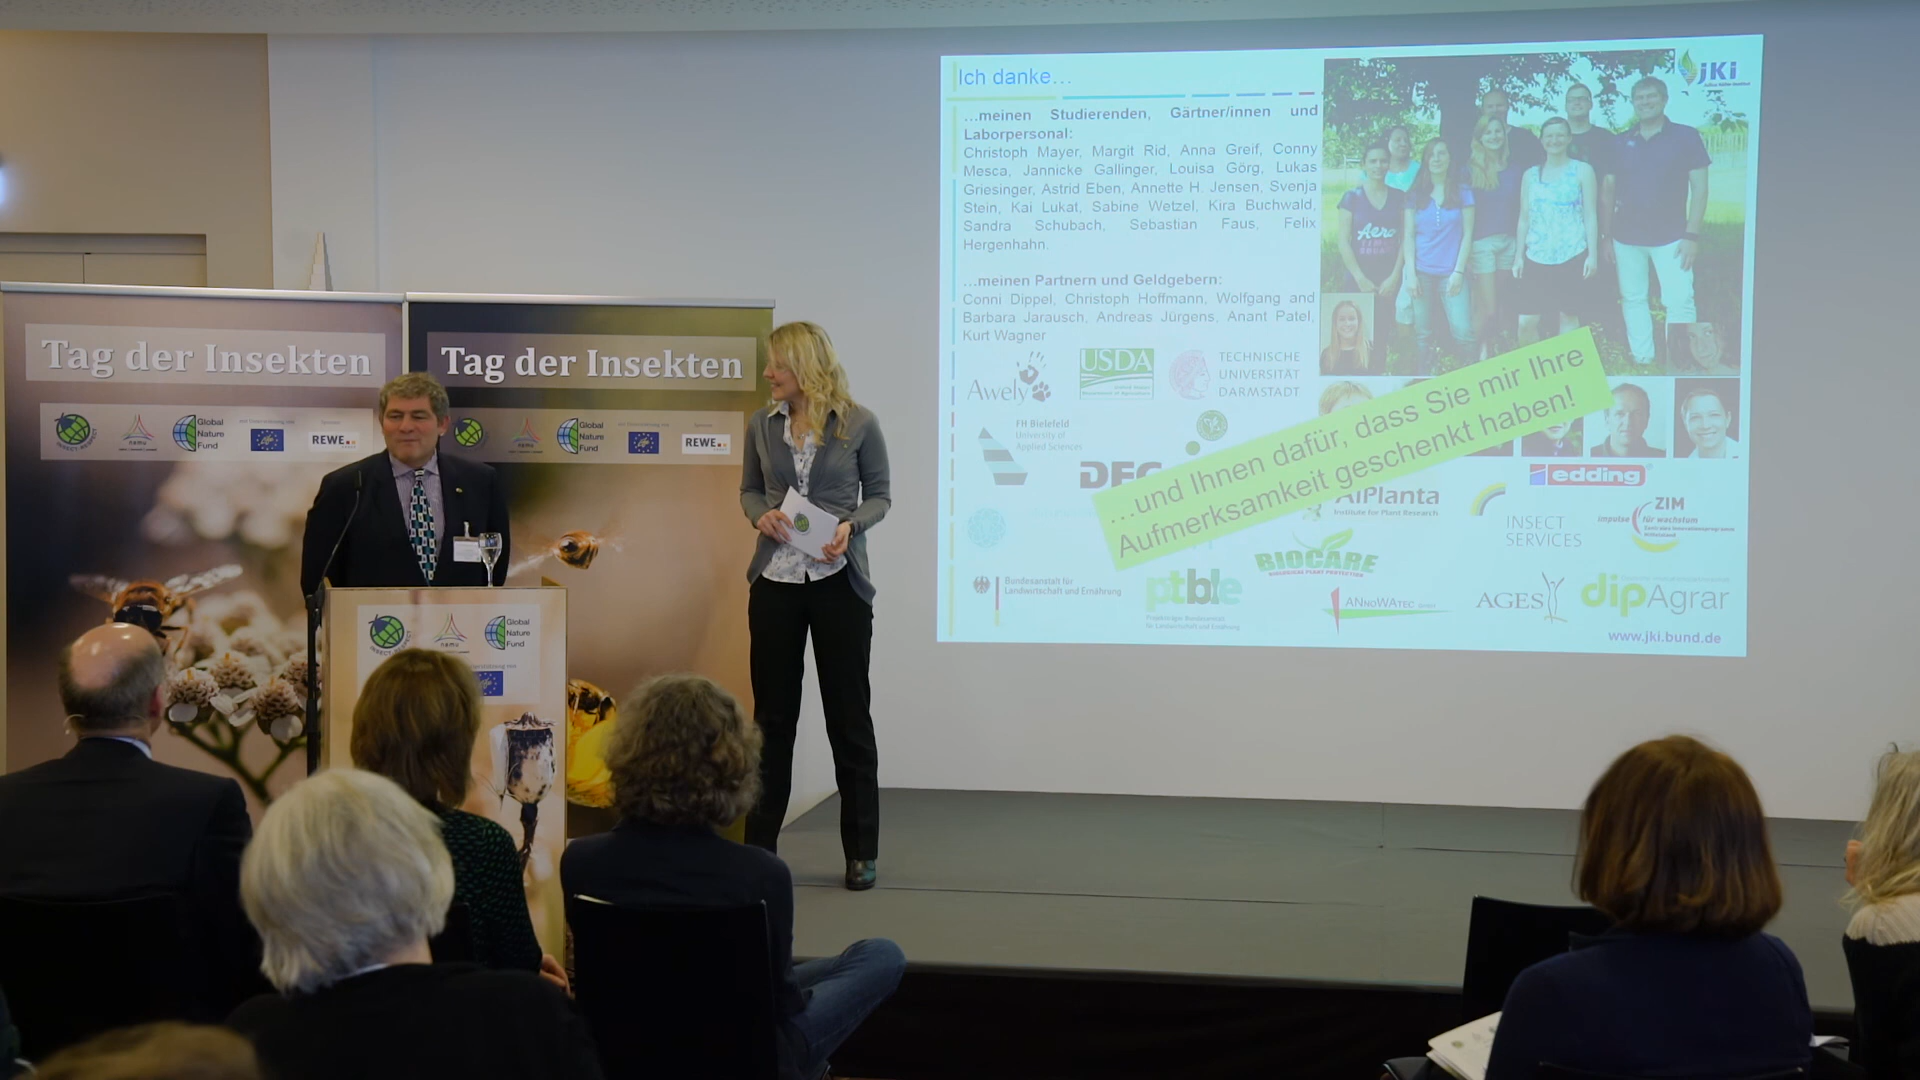 Ich danke...
jKi
...meinen Studierenden, Gärtner/innen und
Laborpersonal:
Christoph Mayer, Margit Rid, Anna Greif, Conny
Mesca, Jannicke Gallinger, Louisa Görg, Lukas
Griesinger, Astrid Eben, Annette H. Jensen, Svenja
Stein, Kai Lukat, Sabine Wetzel, Kira Buchwald,
Sandra Schubach, Sebastian Faus, Felix
Hergenhahn.
...meinen Partnern und Geldgebern:
Conni Dippel, Christoph Hoffmann, Wolfgang and
Barbara Jarausch, Andreas Jürgens, Anant Patel,
Kurt Wagner
Awely
USDA
TECHNISCHE
UNIVERSITÄT
DARMSTADT
FH Bielefeld
University of
Applied Sciences
...und Ihnen dafür, dass Sie mir Ihre
Aufmerksamkeit geschenkt haben!
edding
Institute for Plant Research
INSECT
SERVICES
ZIM
impulse für wachstum
BIOCARE
Bundesanstalt für
Landwirtschaft und Ernährung
ptble
ANnoWAtec
AGES
dipAgrar
www.jki.bund.de
Tag der Insekten
Tag der Insekten
Global
Nature
Fund
REWE
Global
Nature
Fund
REWE
Global
Nature
Fund